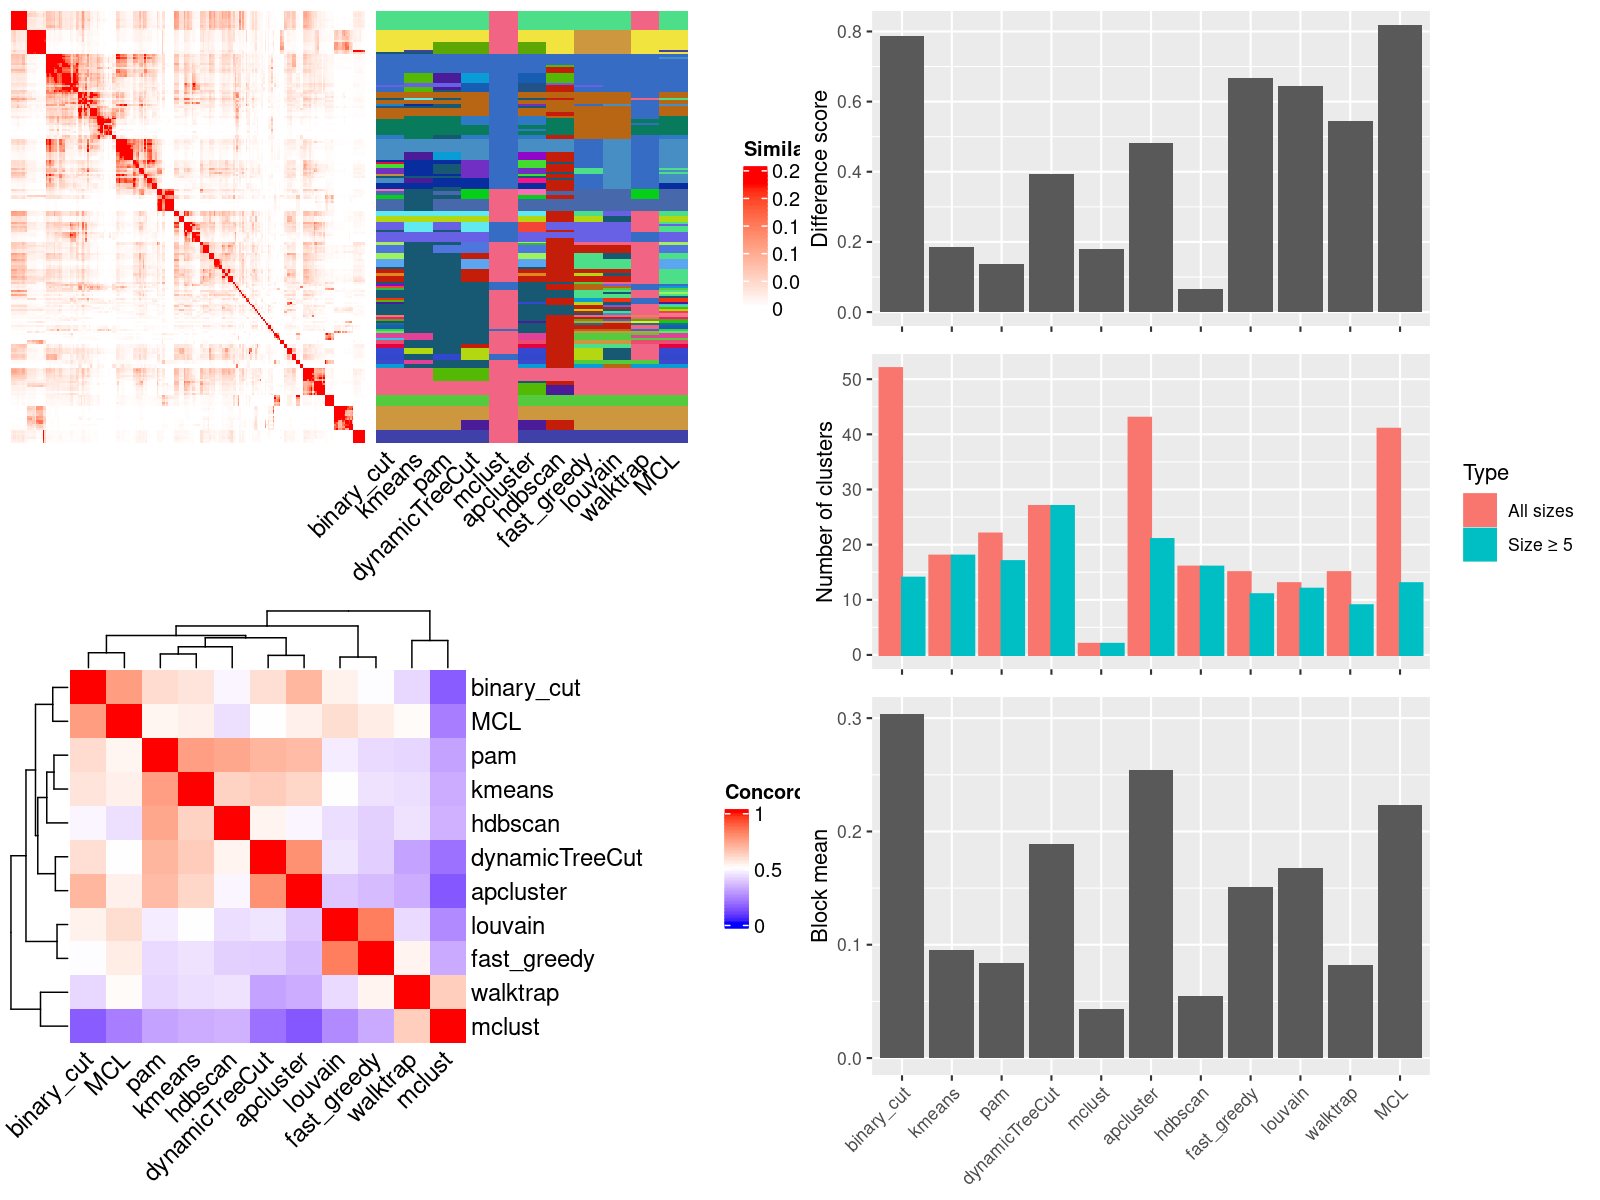 Simila
0.2
0.2
0.1
0.1
0.0
0
binary_cut
kmeans
pam
dynamicTreeCut
mclust
apcluster
hdbscan
fast_greedy
louvain
walktrap
MCL
binary_cut
MCL
pam
kmeans
hdbscan
dynamicTreeCut
apcluster
louvain
fast_greedy
walktrap
mclust
binary_cut
MCL
pam
kmeans
hdbscan
dynamicTreeCut
apcluster
louvain
fast_greedy
walktrap
mclust
Concord
1
0.5
0
Difference score
0.8
0.6
0.4
0.2
0.0
Number of clusters
50
40
30
20
10
0
Type
All sizes
Size ≥ 5
Block mean
0.3
0.2
0.1
0.0
binary_cut
kmeans
pam
dynamicTreeCut
mclust
apcluster
hdbscan
fast_greedy
louvain
walktrap
MCL